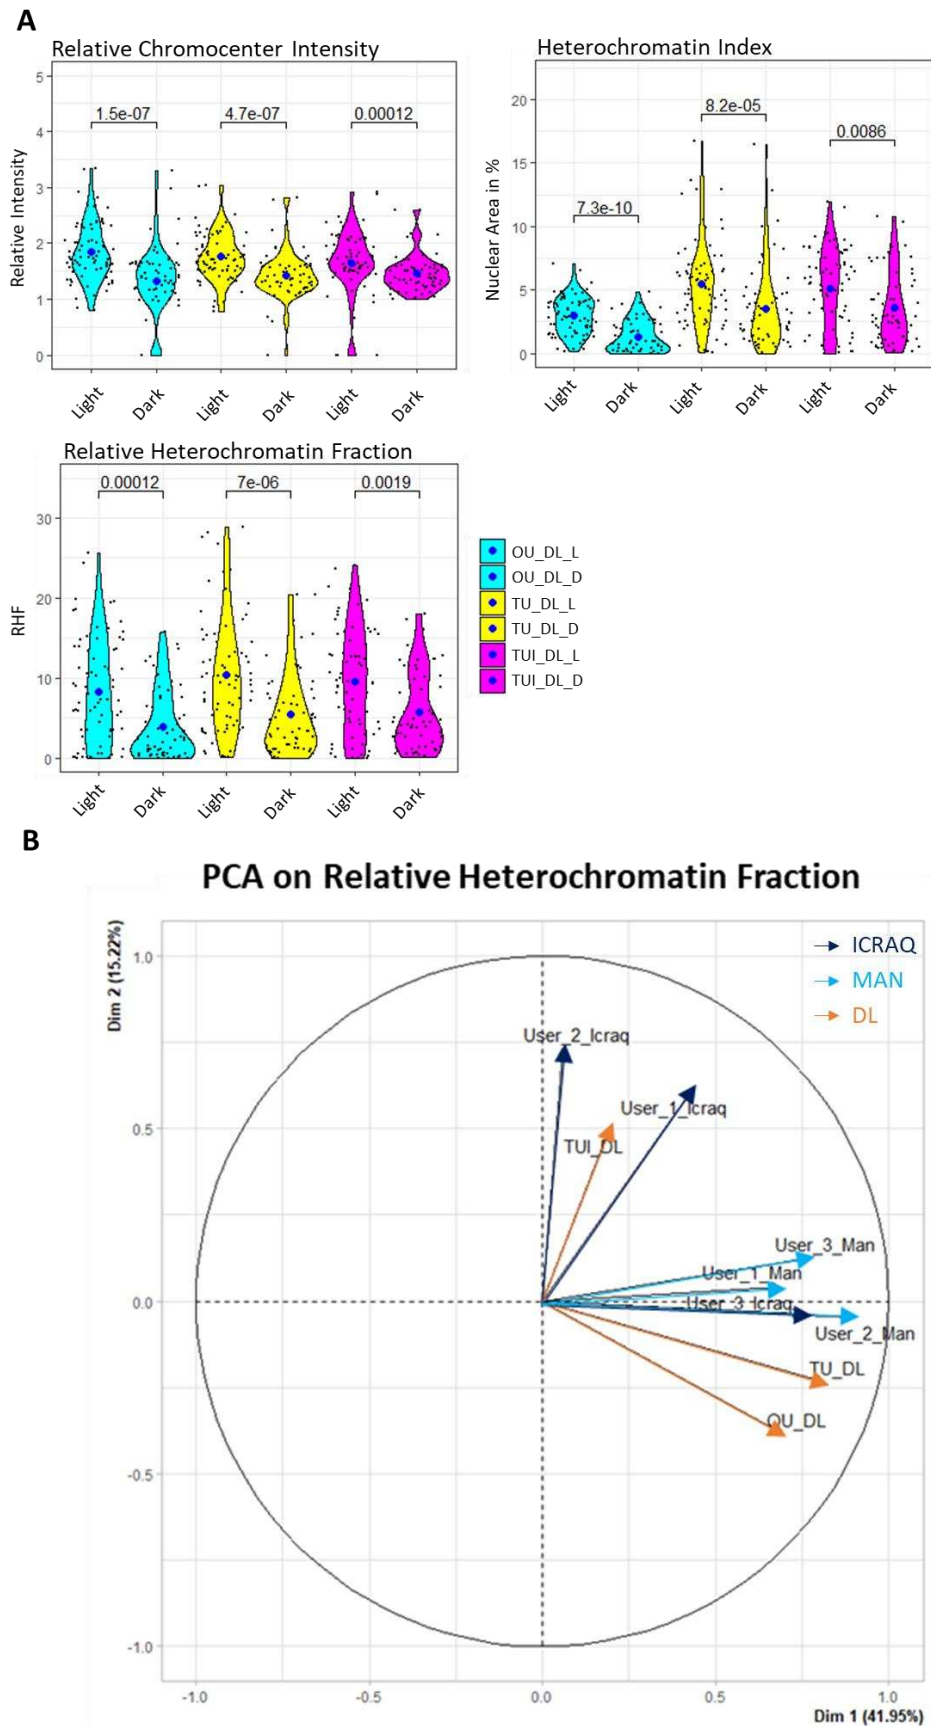 A
Relative Chromocenter Intensity
Relative Intensity
5
4
3
2
1
0
1.5e-07
4.7e-07
0.00012
Light
Dark
Light
Dark
Light
Dark
Heterochromatin Index
Nuclear Area in %
20
15
10
5
0
7.3e-10
8.2e-05
0.0086
Light
Dark
Light
Dark
Light
Dark
Relative Heterochromatin Fraction
RHF
30
20
10
0
0.00012
7e-06
0.0019
Light
Dark
Light
Dark
Light
Dark
OU_DL_L
OU_DL_D
TU_DL_L
TU_DL_D
TUI_DL_L
TUI_DL_D
B
PCA on Relative Heterochromatin Fraction
Dim 2 (15.22%)
1.0
0.5
0.0
-0.5
-1.0
ICRAQ
MAN
DL
User_2_Icraq
User_1_Icraq
TUI_DL
User_3_Man
User_1_Man
User_3_Icraq
User_2_Man
TU_DL
OU_DL
-1.0
-0.5
0.0
0.5
1.0
Dim 1 (41.95%)